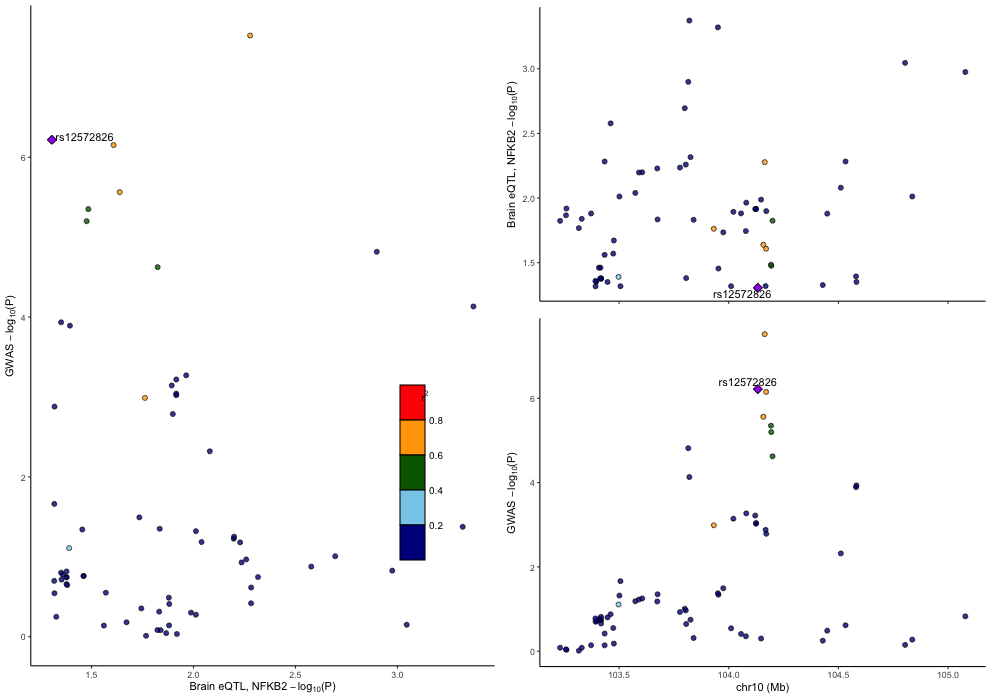 GWAS − log10(P)
6
4
2
0
rs12572826
r2
0.8
0.6
0.4
0.2
1.5
2.0
2.5
3.0
Brain eQTL, NFKB2 − log10(P)
Brain eQTL, NFKB2 − log10(P)
3.0
2.5
2.0
1.5
rs12572826
GWAS − log10(P)
6
4
2
0
rs12572826
103.5
104.0
104.5
105.0
chr10 (Mb)